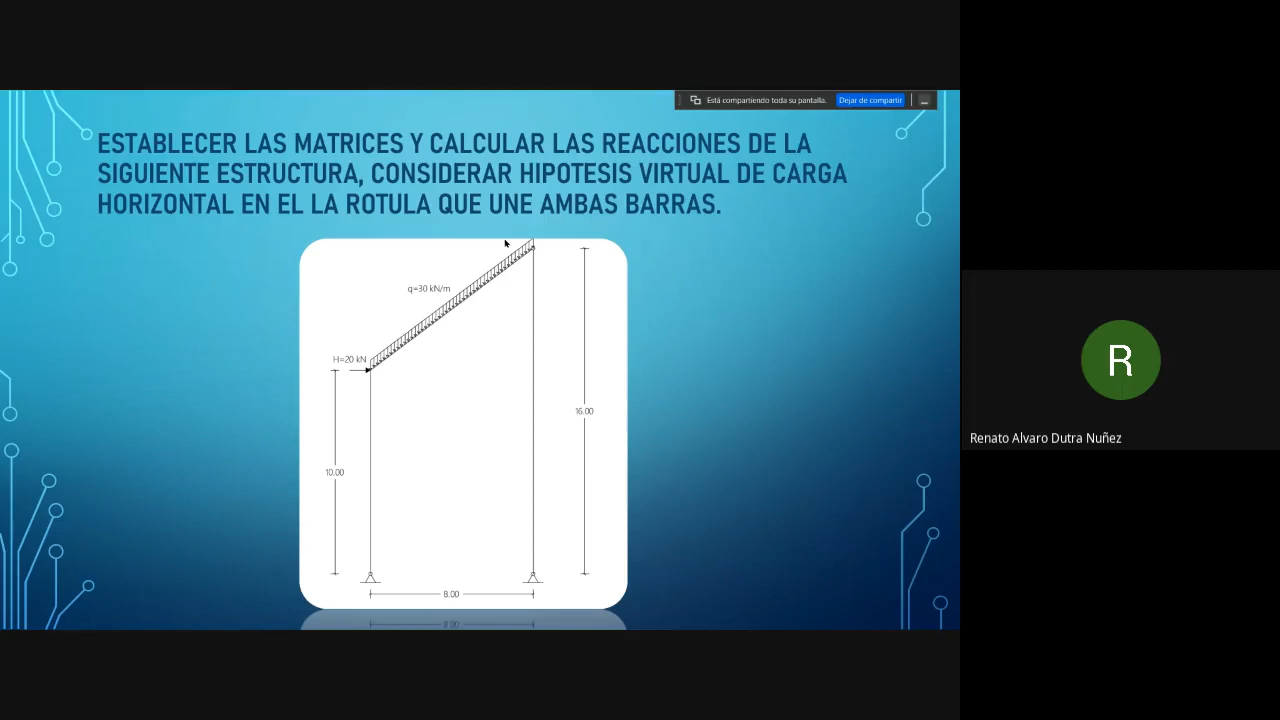 Está compartiendo toda su pantalla. Dejar de compartir
ESTABLECER LAS MATRICES Y CALCULAR LAS REACCIONES DE LA
SIGUIENTE ESTRUCTURA, CONSIDERAR HIPOTESIS VIRTUAL DE CARGA
HORIZONTAL EN EL LA ROTULA QUE UNE AMBAS BARRAS.
q=30 kN/m
H=20 kN
16.00
10.00
8.00
8.00
R
Renato Alvaro Dutra Nuñez